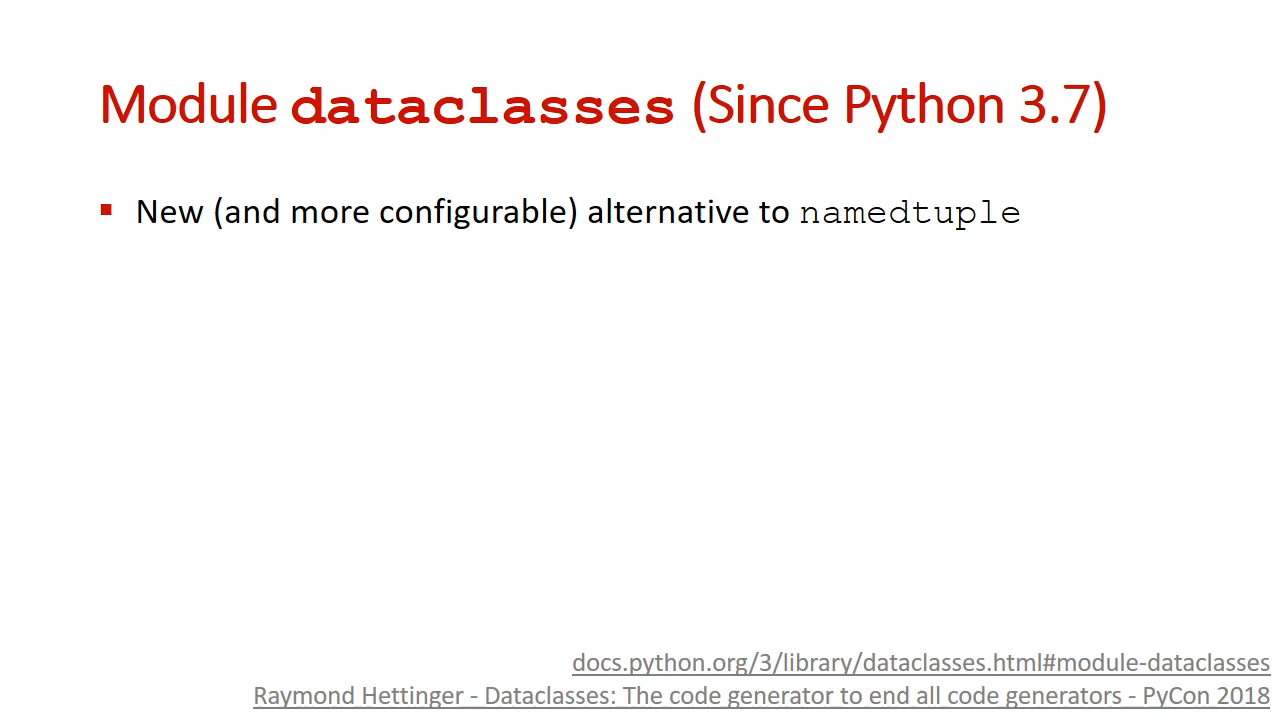 Module dataclasses (Since Python 3.7)
▪ New (and more configurable) alternative to namedtuple
docs.python.org/3/library/dataclasses.html#module-dataclasses
Raymond Hettinger - Dataclasses: The code generator to end all code generators - PyCon 2018